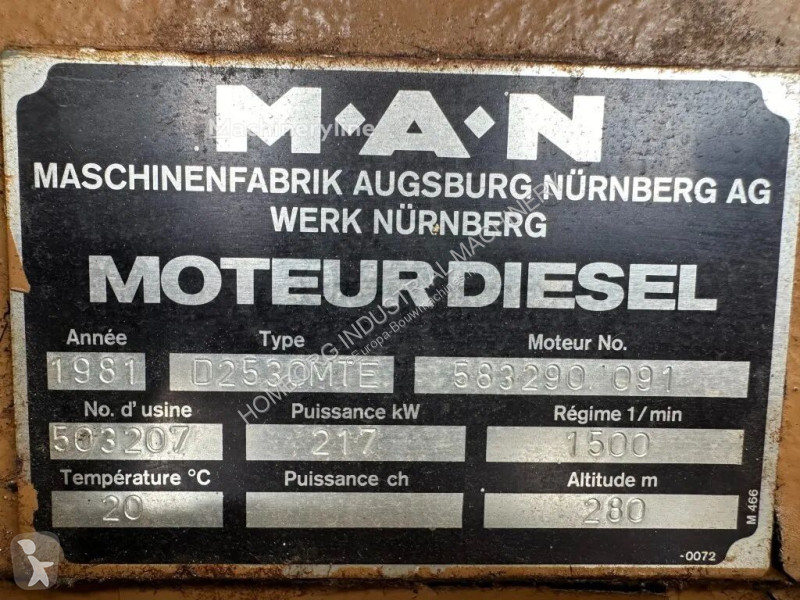 M·A·N
MASCHINENFABRIK AUGSBURG NÜRNBERG AG
WERK NÜRNBERG
MOTEUR DIESEL
Année Type Moteur No.
1981 D2530MTE 583290 091
No. d'usine Puissance kW Régime 1/min
503207 217 1500
Température °C Puissance ch Altitude m
20 280
M 466
-0072
Machineryline
HOMBURG INDUSTRIAL MACHINERY
Europa-Bouwmachines